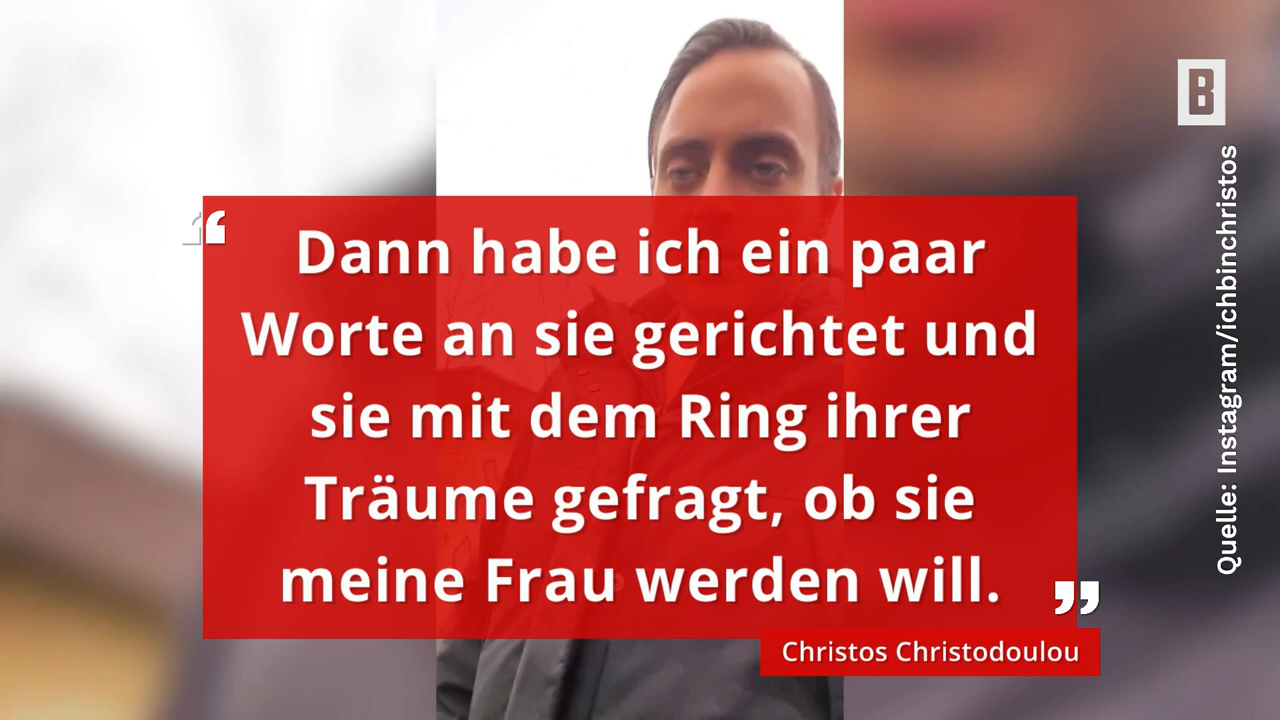 “
Dann habe ich ein paar
Worte an sie gerichtet und
sie mit dem Ring ihrer
Träume gefragt, ob sie
meine Frau werden will.
”
Christos Christodoulou
B
Quelle: Instagram/ichbinchristos